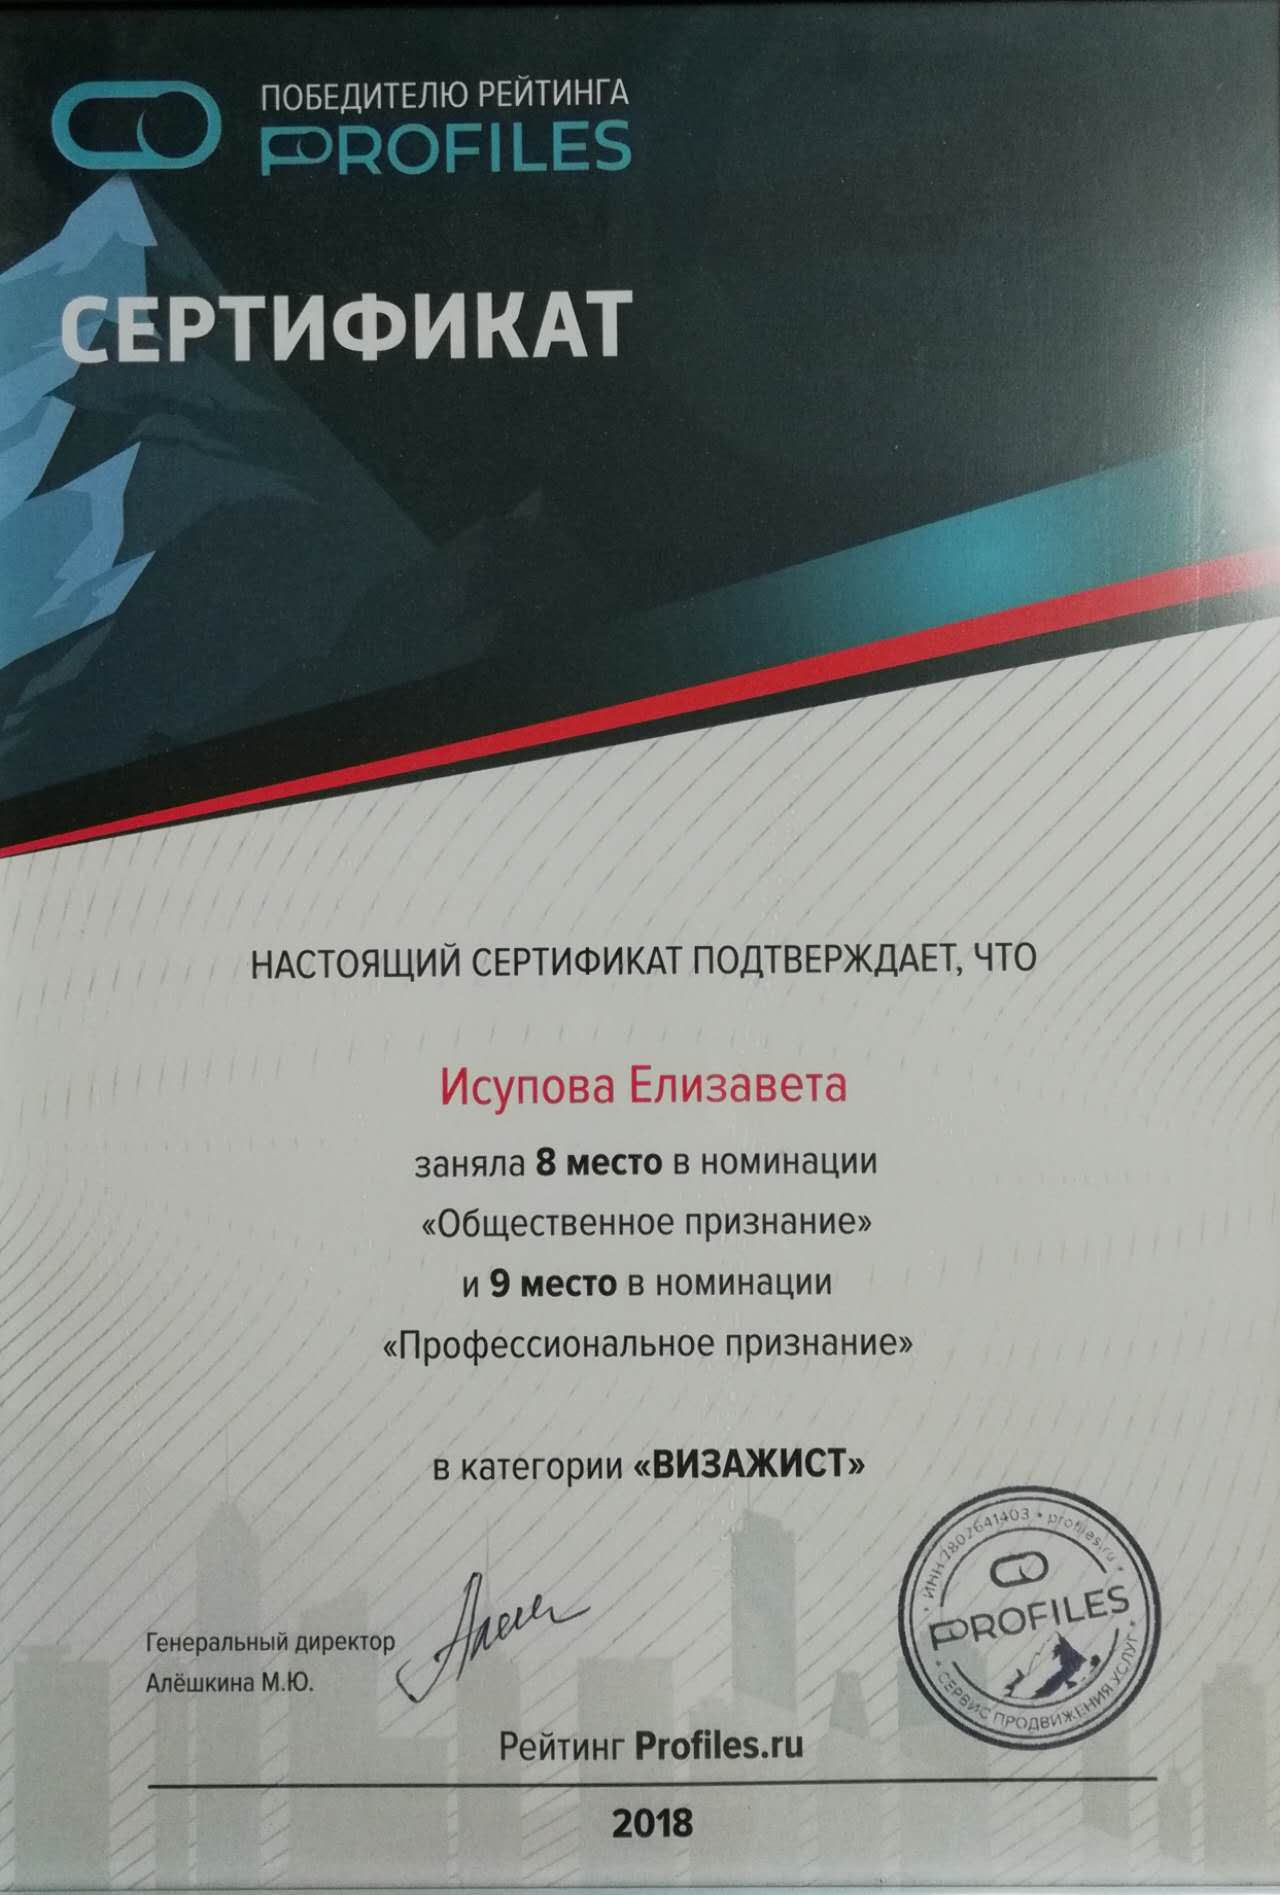 ПОБЕДИТЕЛЮ РЕЙТИНГА
PROFILES
СЕРТИФИКАТ
НАСТОЯЩИЙ СЕРТИФИКАТ ПОДТВЕРЖДАЕТ, ЧТО
Исупова Елизавета
заняла 8 место в номинации
«Общественное признание»
и 9 место в номинации
«Профессиональное признание»
в категории «ВИЗАЖИСТ»
Генеральный директор
Алёшкина М.Ю.
ИНН 7802641403 • profiles.ru
PROFILES
СЕРВИС ПРОДВИЖЕНИЯ УСЛУГ
Рейтинг Profiles.ru
2018